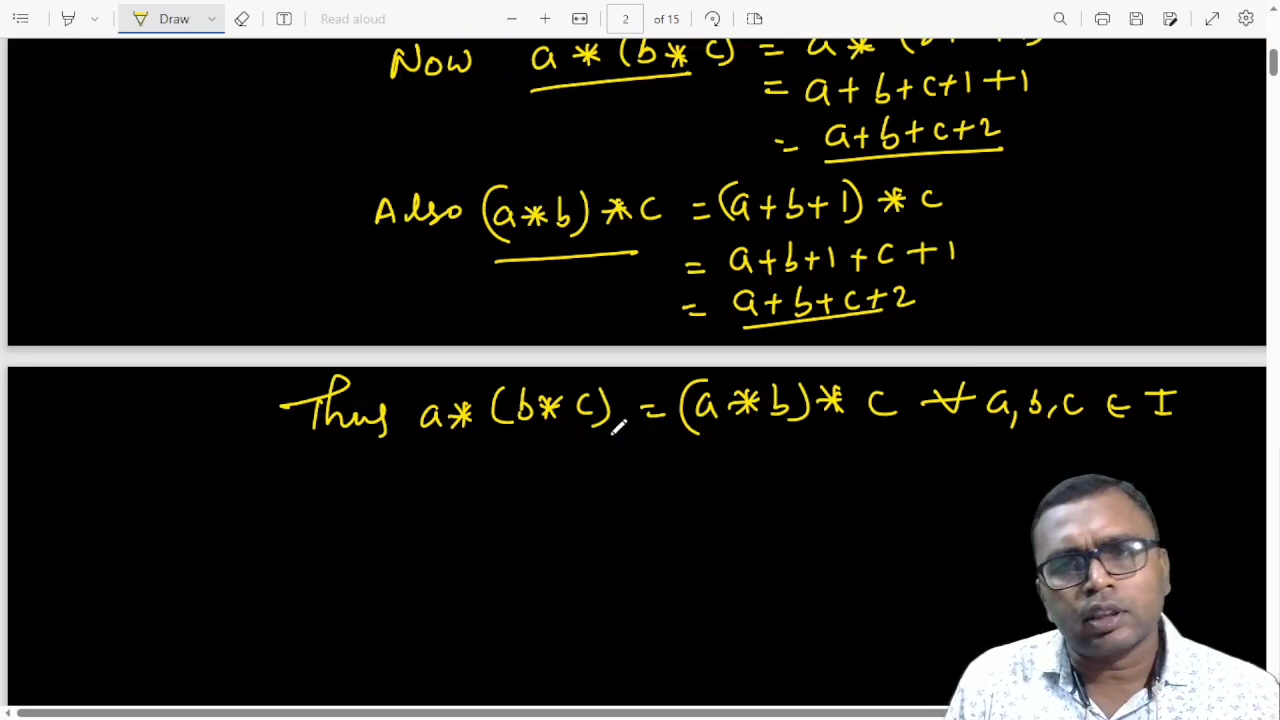 Draw
Read aloud
2 of 15
Now a * (b * c) = a *
= a + b + c + 1 + 1
= a + b + c + 2
Also (a * b) * c = (a + b + 1) * c
= a + b + 1 + c + 1
= a + b + c + 2
Thus a * (b * c) = (a * b) * c ∀ a, b, c ∈ I